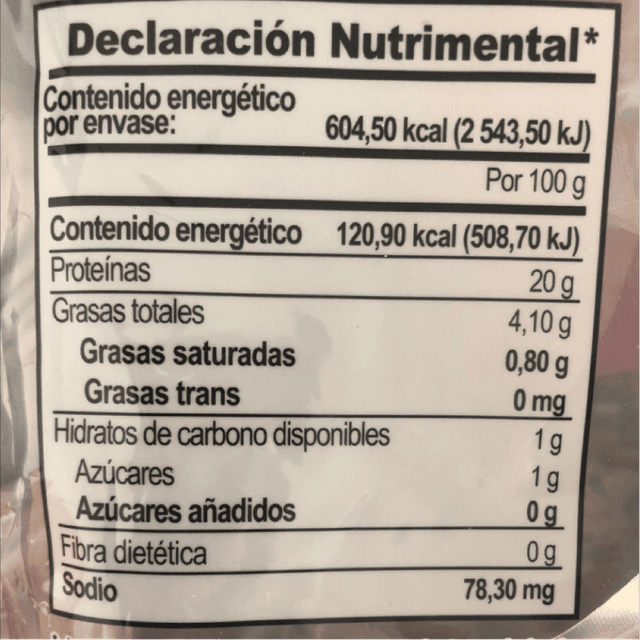 Declaración Nutrimental*
Contenido energético
por envase: 604,50 kcal (2 543,50 kJ)
Por 100 g
Contenido energético 120,90 kcal (508,70 kJ)
Proteínas 20 g
Grasas totales 4,10 g
Grasas saturadas 0,80 g
Grasas trans 0 mg
Hidratos de carbono disponibles 1 g
Azúcares 1 g
Azúcares añadidos 0 g
Fibra dietética 0 g
Sodio 78,30 mg